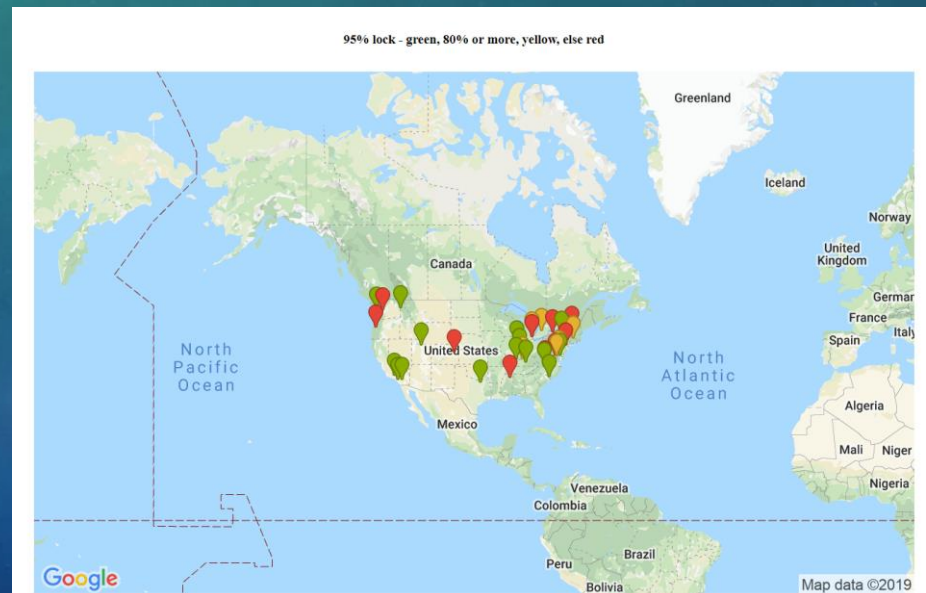 95% lock - green, 80% or more, yellow, else red
Greenland
Iceland
Norway
United
Kingdom
Canada
German
France
Italy
Spain
North
Pacific
Ocean
United States
North
Atlantic
Ocean
Mexico
Algeria
Mali
Niger
Nigeria
Venezuela
Colombia
Brazil
Peru
Bolivia
Google
Map data ©2019